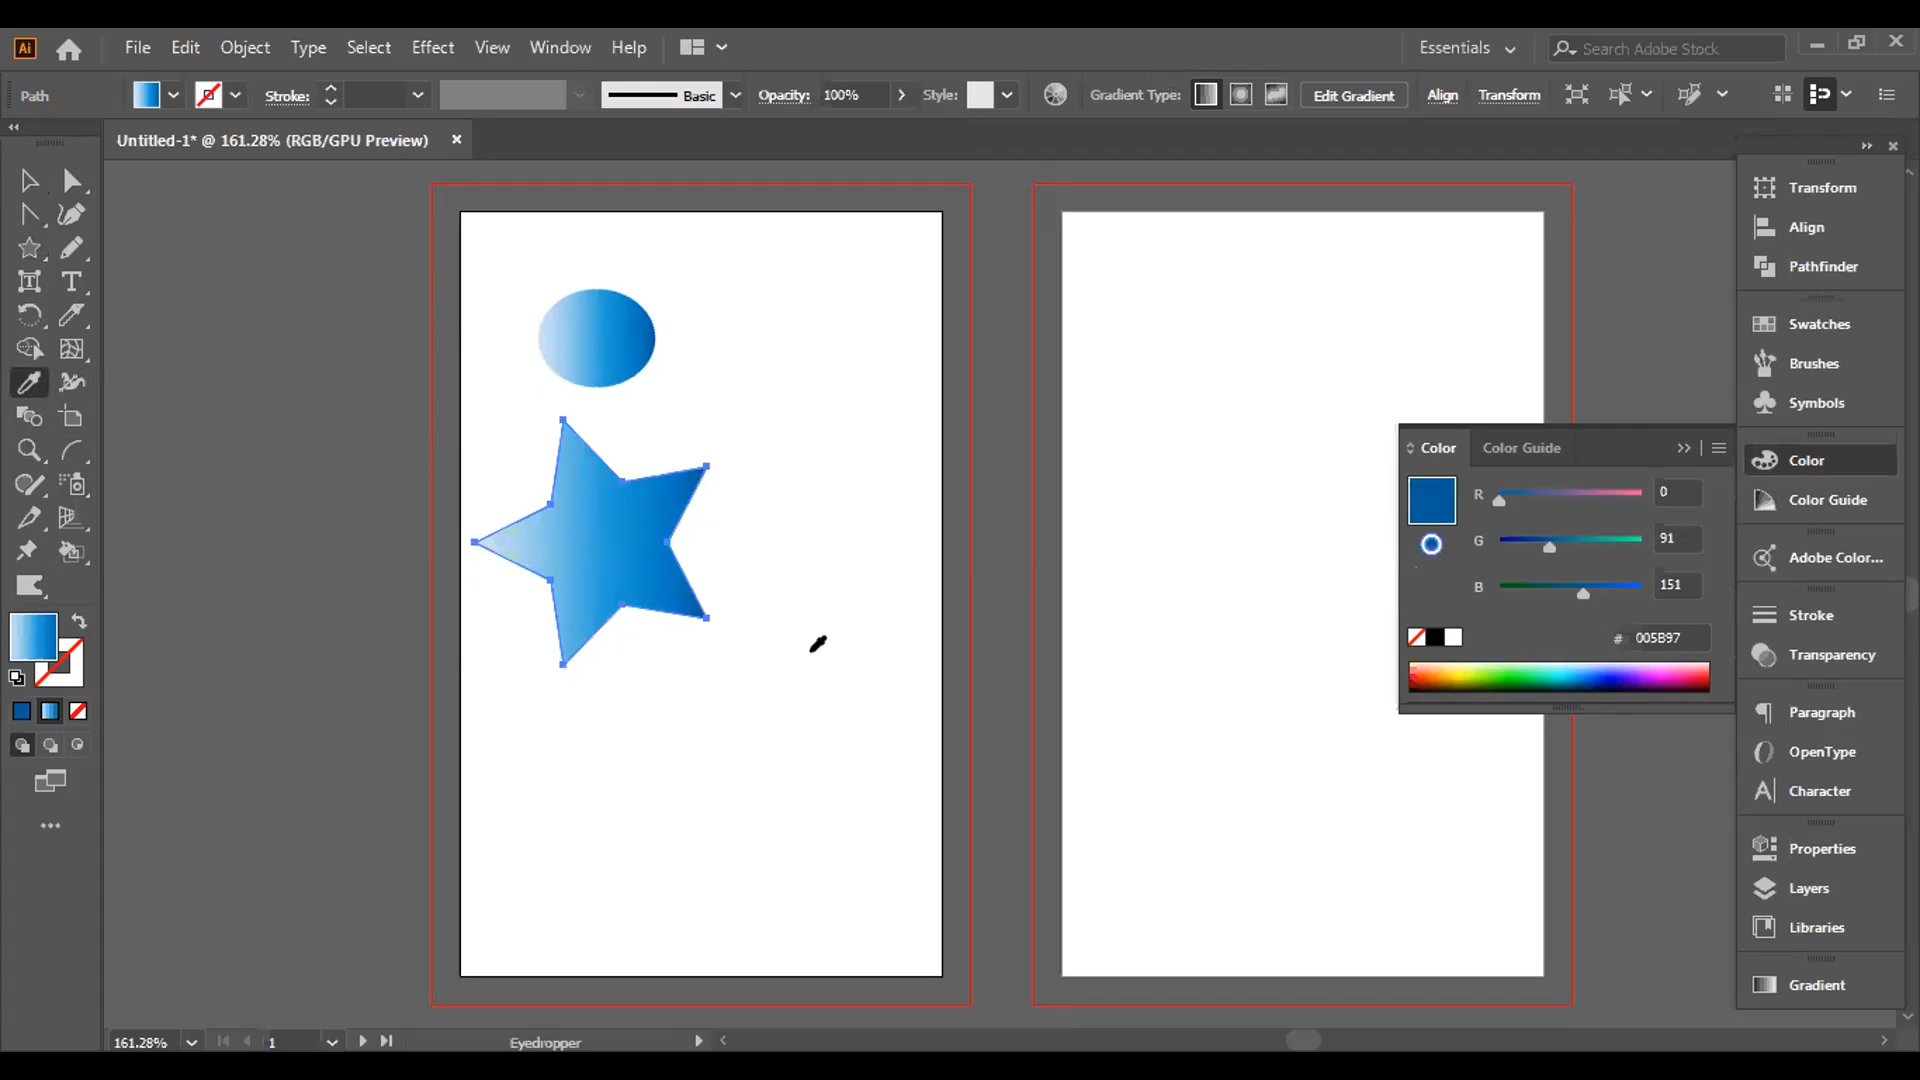 Ai
File Edit Object Type Select Effect View Window Help
Essentials
Search Adobe Stock
Path
Stroke:
Basic
Opacity: 100%
Style:
Gradient Type:
Edit Gradient
Align
Transform
Untitled-1* @ 161.28% (RGB/GPU Preview)
Transform
Align
Pathfinder
Swatches
Brushes
Symbols
Color
Color Guide
Adobe Color...
Stroke
Transparency
Paragraph
OpenType
Character
Properties
Layers
Libraries
Gradient
Color Color Guide
R 0
G 91
B 151
# 005B97
161.28%
1
Eyedropper